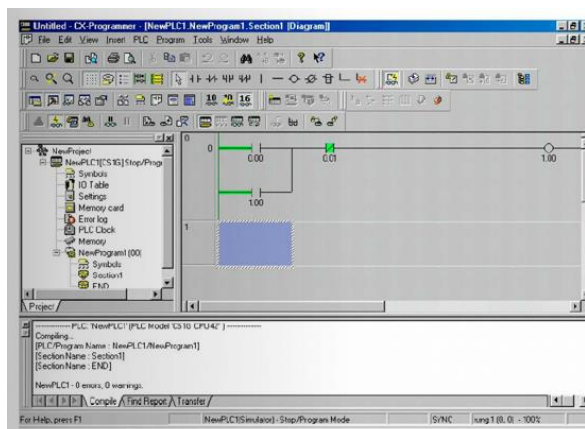 Untitled - CX-Programmer - [NewPLC1.NewProgram1.Section1 [Diagram]]
File Edit View Insert PLC Program Tools Window Help
10 16
NewProject
NewPLC1[CS1G] Stop/Progr
Symbols
IO Table
Settings
Memory card
Error log
PLC Clock
Memory
NewProgram1 (00)
Symbols
Section1
END
Project
0
0
0.00
0.01
1.00
1.00
1
PLC: 'NewPLC1' (PLC Model 'CS1G CPU42')
Compiling...
[PLC/Program Name : NewPLC1/NewProgram1]
[Section Name : Section1]
[Section Name : END]
NewPLC1 - 0 errors, 0 warnings.
Compile Find Report Transfer
For Help, press F1
NewPLC1(Simulator) - Stop/Program Mode
SYNC
rung 1 (0, 0) - 100%